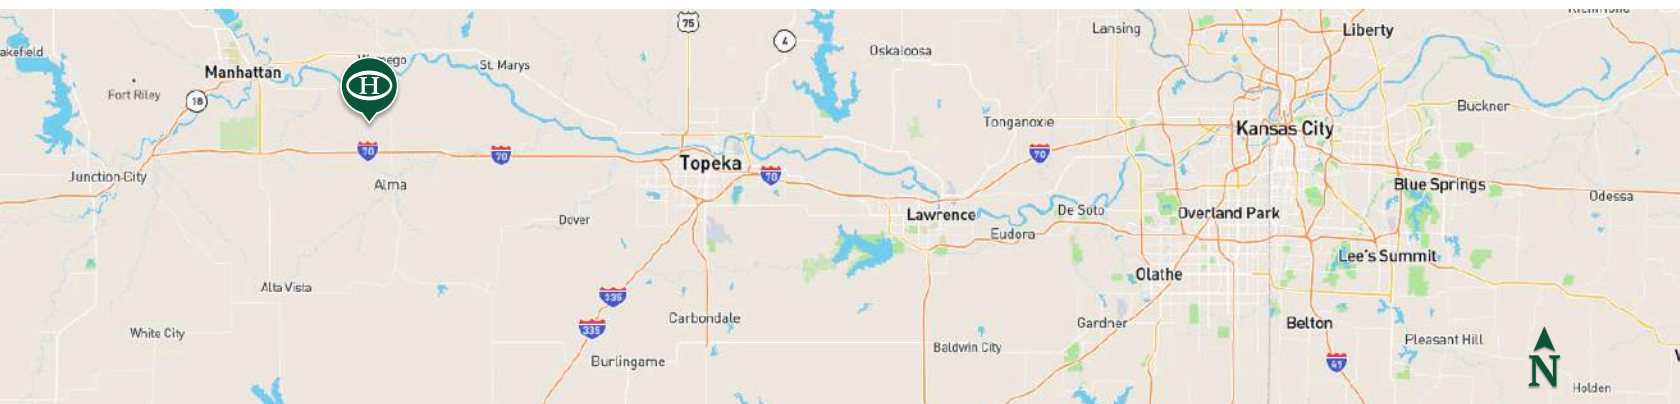 75
Lansing
Liberty
4
Oskaloosa
St. Marys
Manhattan
H
Fort Riley
18
Buckner
Tonganoxie
Kansas City
70
70
70
Topeka
70
Junction City
Alma
Blue Springs
Odessa
Dover
Lawrence
De Soto
Overland Park
Eudora
Lee's Summit
Olathe
Alta Vista
335
Carbondale
Gardner
Belton
335
White City
Baldwin City
Pleasant Hill
Burlingame
49
N
Holden